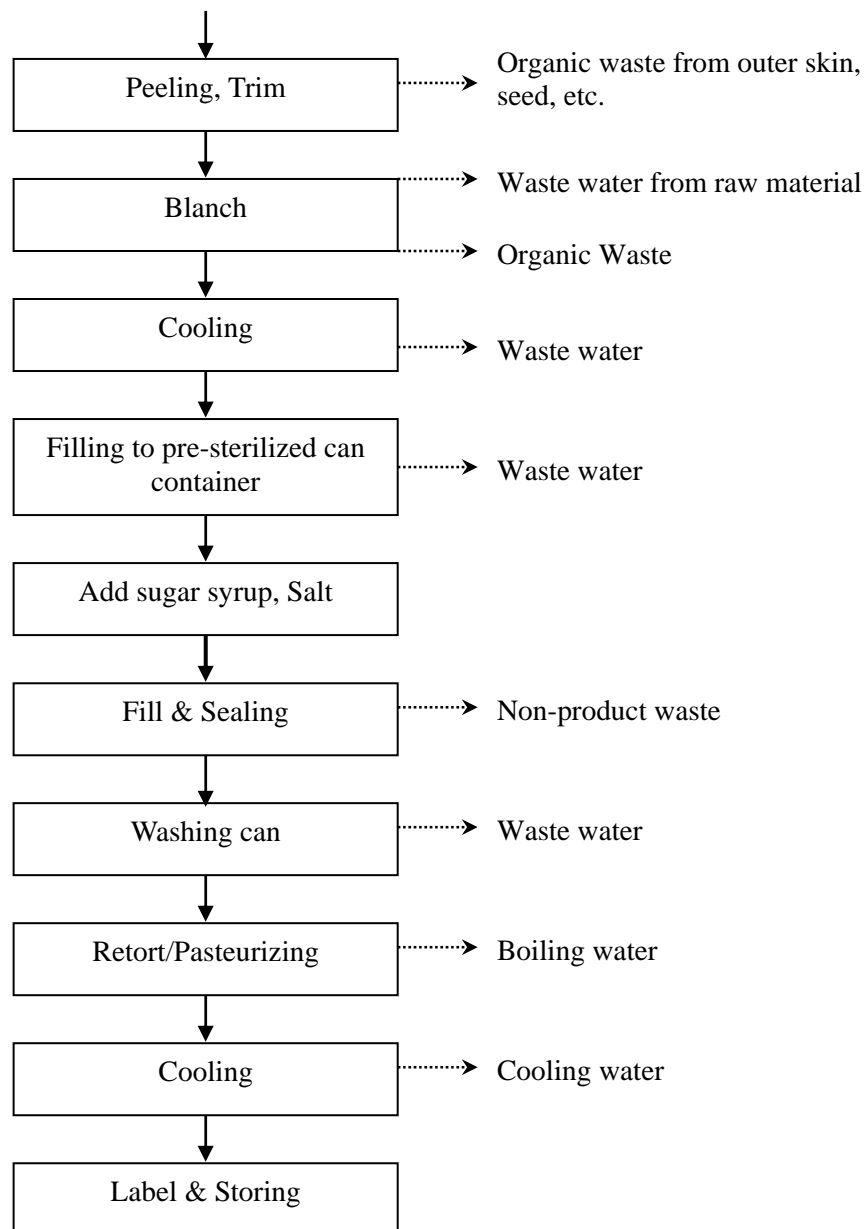 Peeling, Trim
Organic waste from outer skin,
seed, etc.
Blanch
Waste water from raw material
Organic Waste
Cooling
Waste water
Filling to pre-sterilized can
container
Waste water
Add sugar syrup, Salt
Fill & Sealing
Non-product waste
Washing can
Waste water
Retort/Pasteurizing
Boiling water
Cooling
Cooling water
Label & Storing